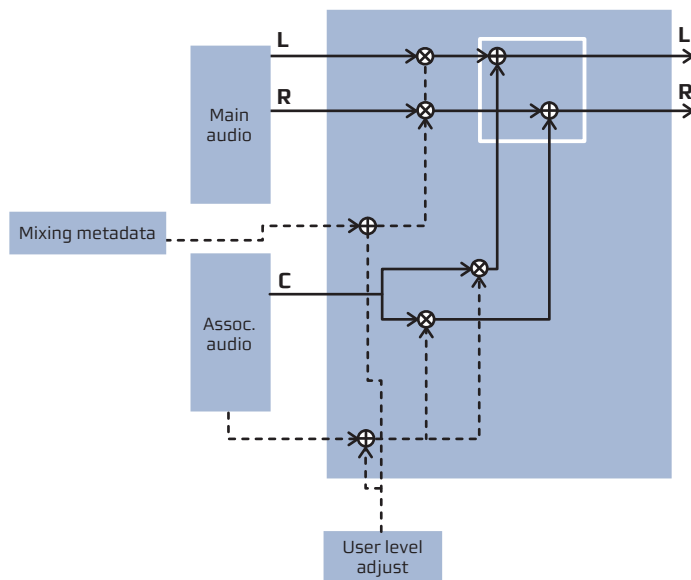 L
L
R
R
Main
audio
Mixing metadata
C
Assoc.
audio
User level
adjust